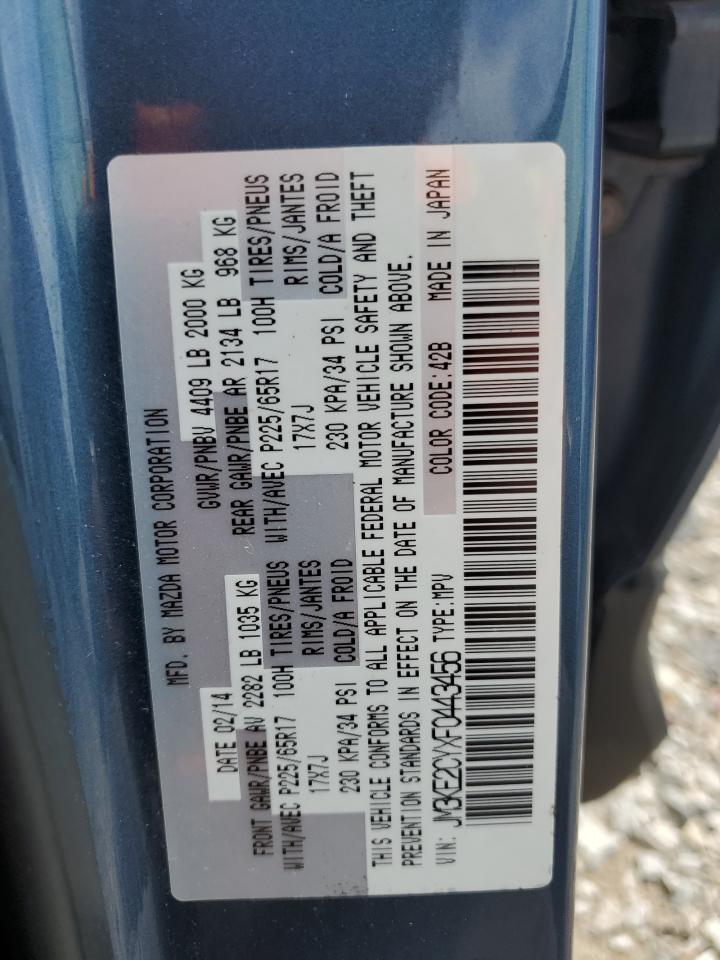 MFD. BY MAZDA MOTOR CORPORATION
DATE 02/14 GVWR/PNBV 4409 LB 2000 KG
FRONT GAWR/PNBE AV 2282 LB 1035 KG REAR GAWR/PNBE AR 2134 LB 968 KG
WITH/AVEC P225/65R17 100H TIRES/PNEUS WITH/AVEC P225/65R17 100H TIRES/PNEUS
17X7J RIMS/JANTES 17X7J RIMS/JANTES
230 KPA/34 PSI COLD/A FROID 230 KPA/34 PSI COLD/A FROID
THIS VEHICLE CONFORMS TO ALL APPLICABLE FEDERAL MOTOR VEHICLE SAFETY AND THEFT
PREVENTION STANDARDS IN EFFECT ON THE DATE OF MANUFACTURE SHOWN ABOVE.
VIN: JM3KE2CYXF0443456 TYPE:MPV COLOR CODE:42B MADE IN JAPAN